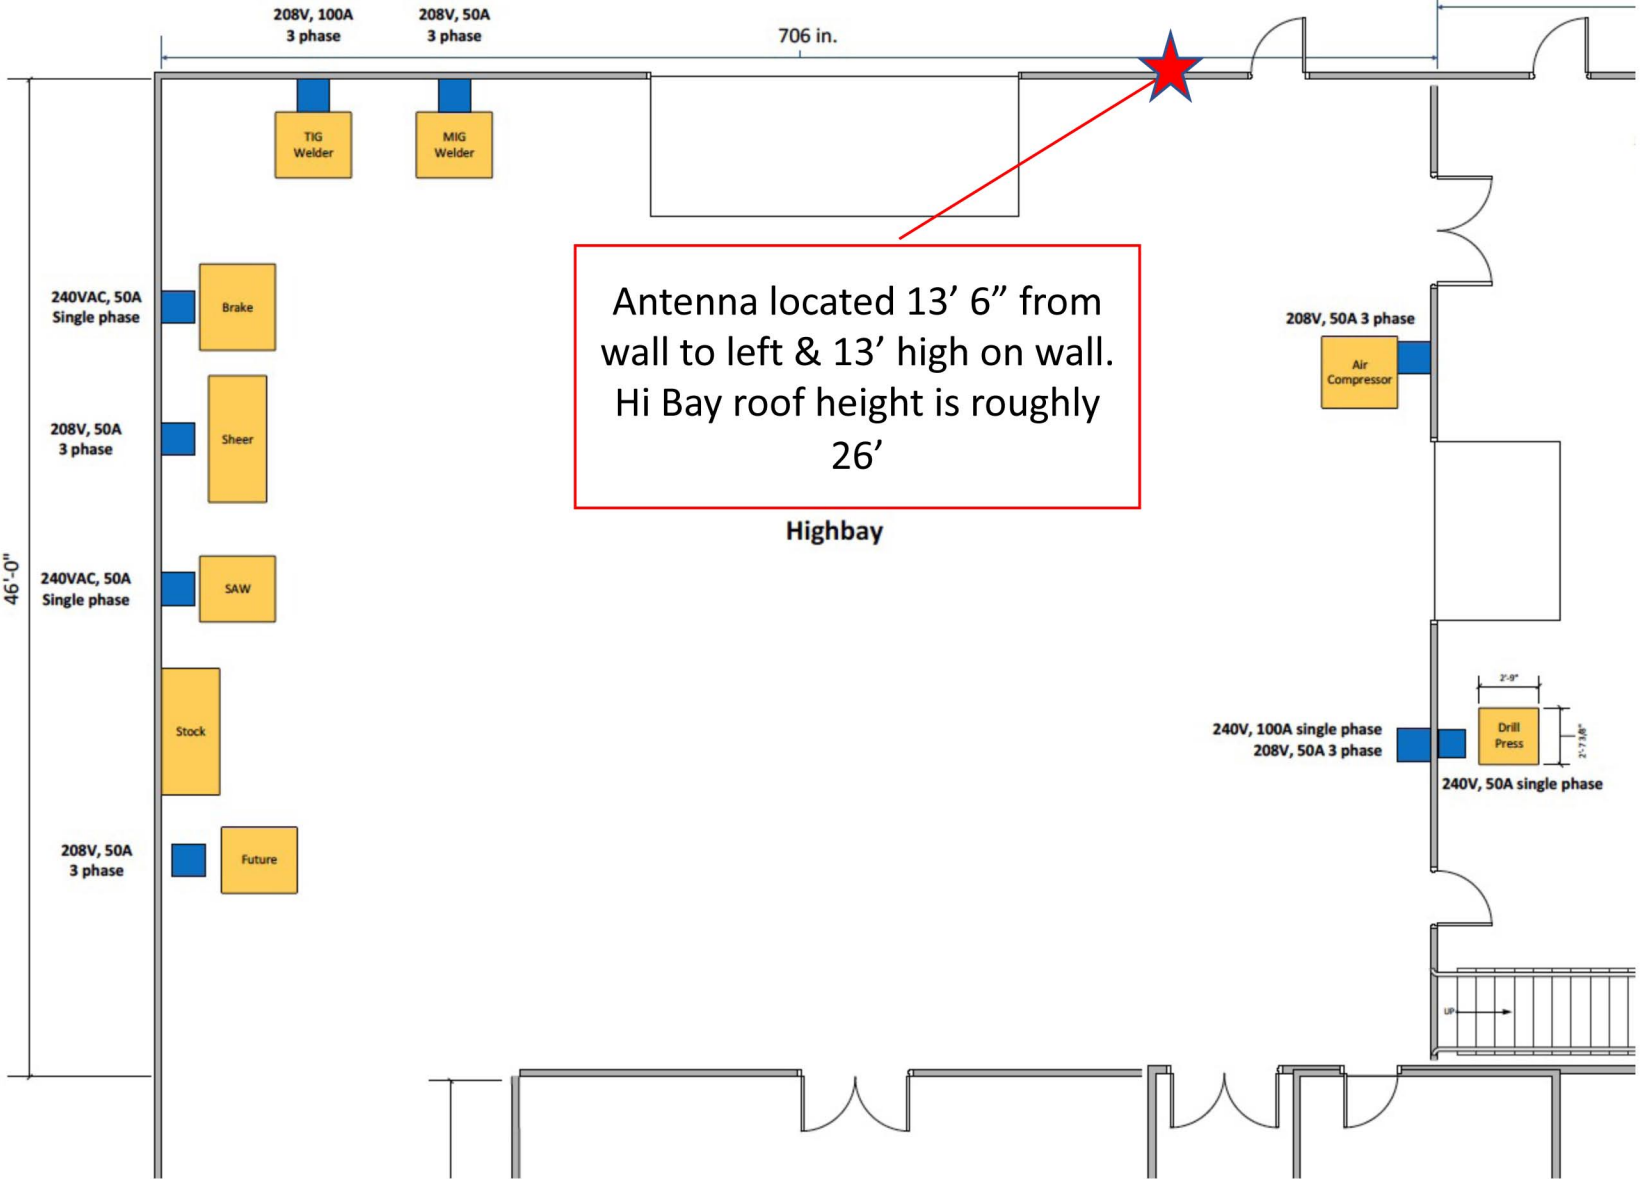 208V, 100A
3 phase
208V, 50A
3 phase
706 in.
TIG
Welder
MIG
Welder
240VAC, 50A
Single phase
Brake
Antenna located 13’ 6” from
wall to left & 13’ high on wall.
Hi Bay roof height is roughly
26’
208V, 50A 3 phase
Air
Compressor
208V, 50A
3 phase
Sheer
Highbay
46'-0"
240VAC, 50A
Single phase
SAW
Stock
2'-9"
240V, 100A single phase
208V, 50A 3 phase
Drill
Press
2'-7 3/8"
240V, 50A single phase
208V, 50A
3 phase
Future
UP